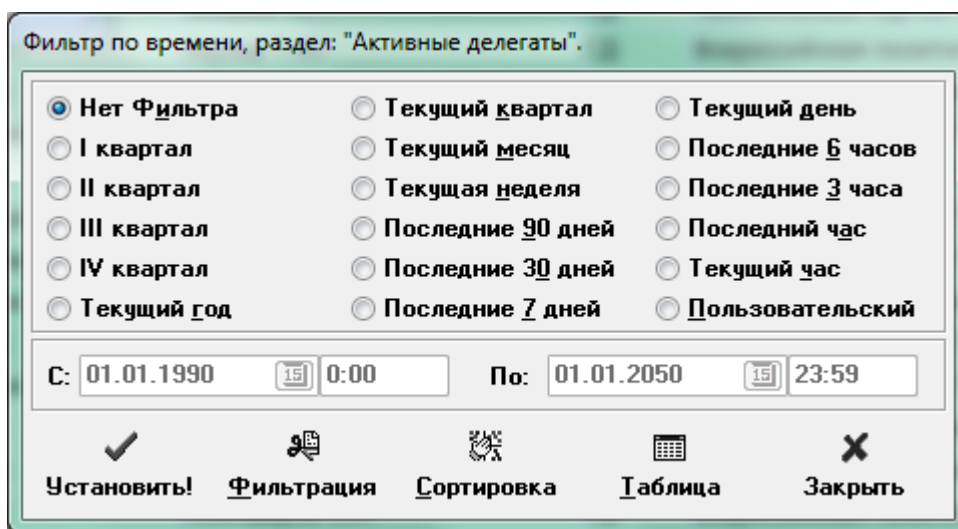 Фильтр по времени, раздел: "Активные делегаты".
Нет Фильтра Текущий квартал Текущий день
I квартал Текущий месяц Последние 6 часов
II квартал Текущая неделя Последние 3 часа
III квартал Последние 90 дней Последний час
IV квартал Последние 30 дней Текущий час
Текущий год Последние 7 дней Пользовательский
С: 01.01.1990 15 0:00 По: 01.01.2050 15 23:59
Установить! Фильтрация Сортировка Таблица Закрыть